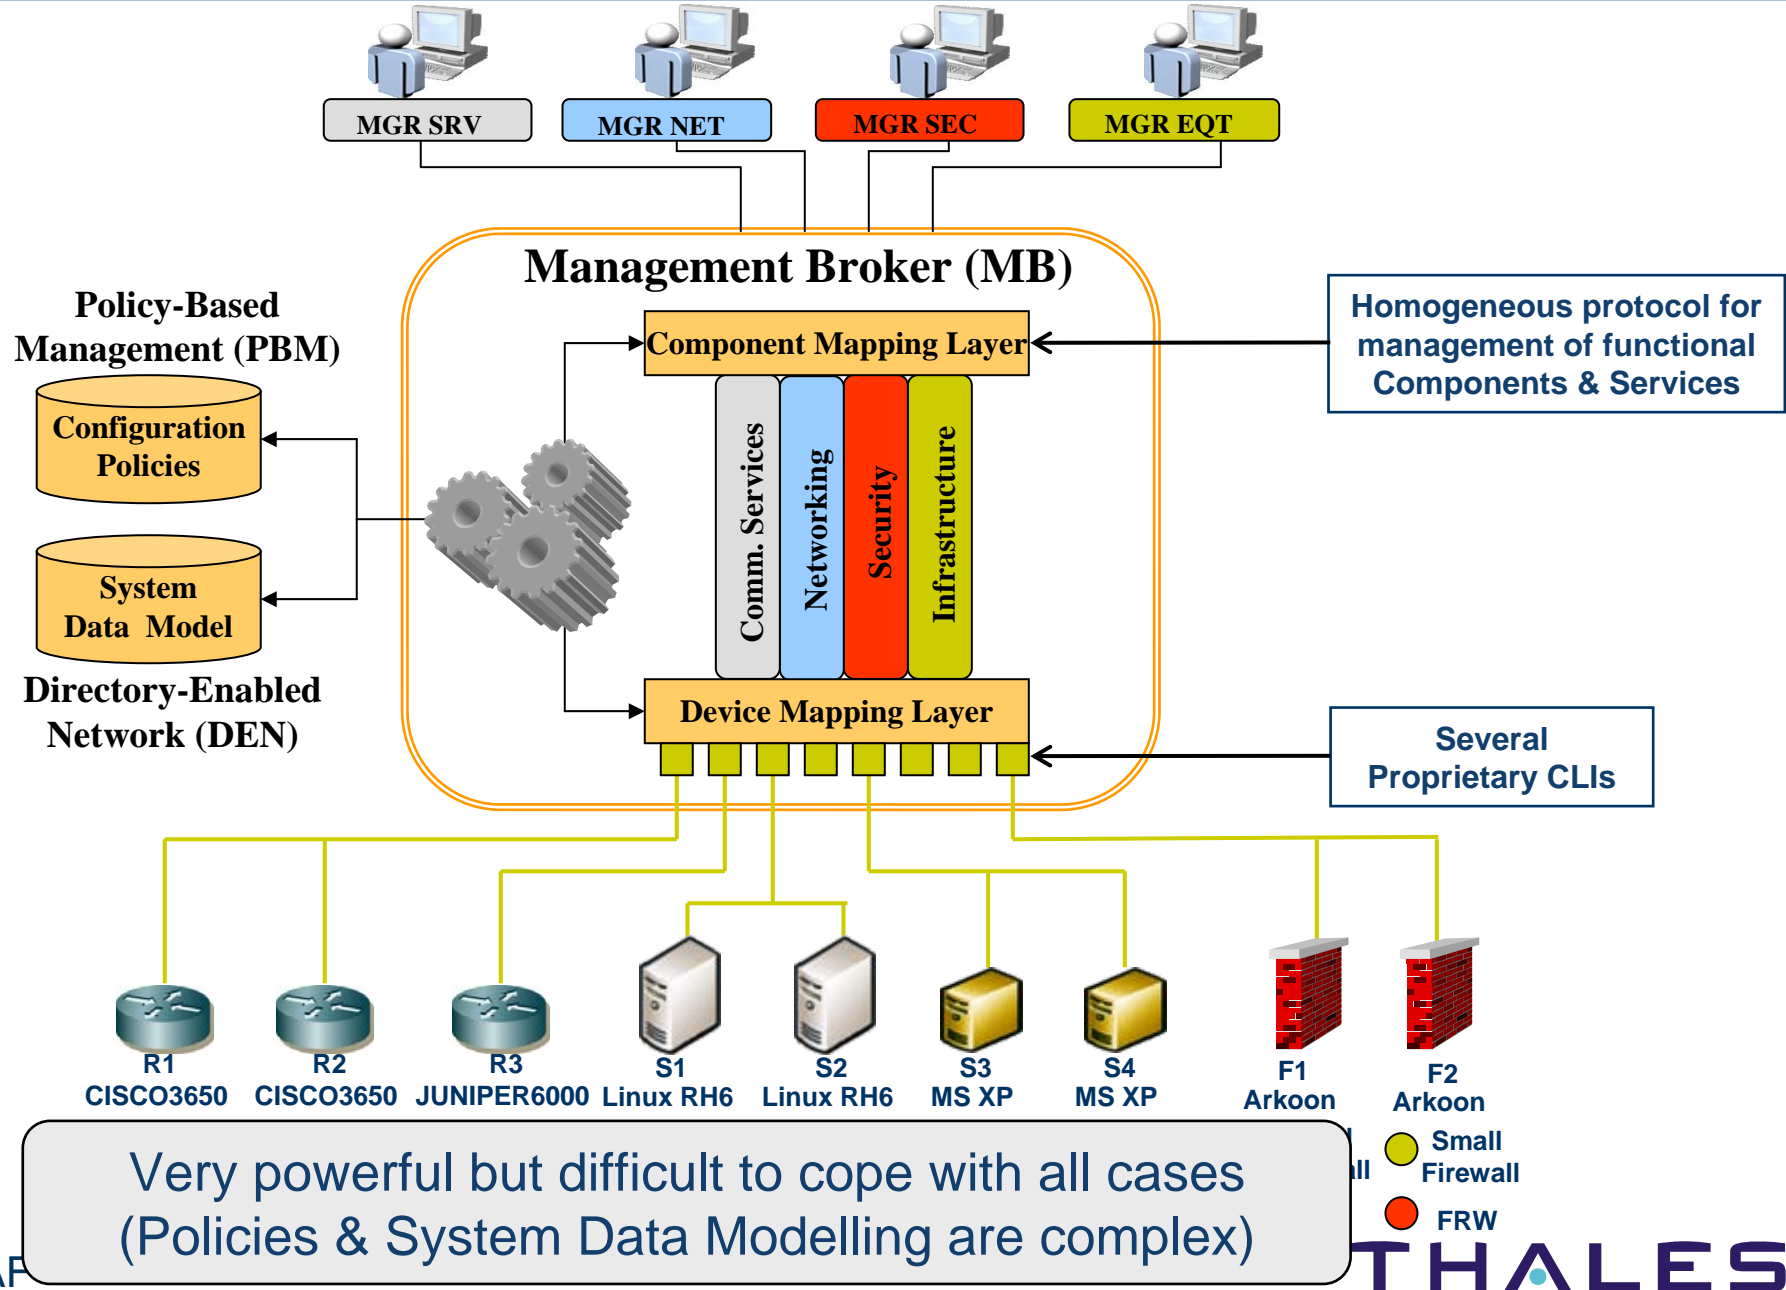 MGR SRV
MGR NET
MGR SEC
MGR EQT
Management Broker (MB)
Policy-Based
Management (PBM)
Configuration
Policies
System
Data Model
Directory-Enabled
Network (DEN)
Component Mapping Layer
Comm. Services
Networking
Security
Infrastructure
Device Mapping Layer
Homogeneous protocol for
management of functional
Components & Services
Several
Proprietary CLIs
R1
CISCO3650
R2
CISCO3650
R3
JUNIPER6000
S1
Linux RH6
S2
Linux RH6
S3
MS XP
S4
MS XP
F1
Arkoon
F2
Arkoon
Small
Firewall
FRW
Very powerful but difficult to cope with all cases
(Policies & System Data Modelling are complex)
THALES